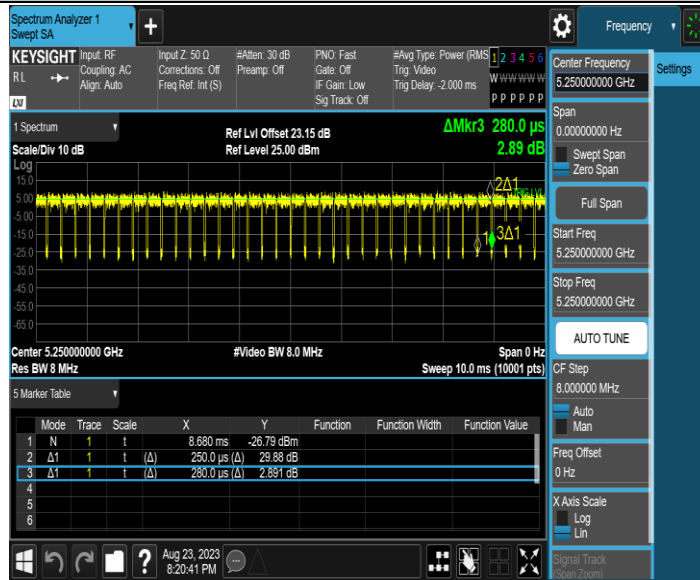 Spectrum Analyzer 1
Swept SA
+
Frequency
KEYSIGHT
RL
LXI
Input: RF
Coupling: AC
Align: Auto
Input Z: 50 Ω
Corrections: Off
Freq Ref: Int (S)
#Atten: 30 dB
Preamp: Off
PNO: Fast
Gate: Off
IF Gain: Low
Sig Track: Off
#Avg Type: Power (RMS
Trig: Video
Trig Delay: -2.000 ms
1 2 3 4 5 6
W W W W W W
P P P P P P
Center Frequency
5.250000000 GHz
Settings
Span
0.00000000 Hz
Swept Span
Zero Span
Full Span
Start Freq
5.250000000 GHz
Stop Freq
5.250000000 GHz
AUTO TUNE
CF Step
8.000000 MHz
Auto
Man
Freq Offset
0 Hz
X Axis Scale
Log
Lin
Signal Track
(Span Zoom)
1 Spectrum
Scale/Div 10 dB
Ref Lvl Offset 23.15 dB
Ref Level 25.00 dBm
ΔMkr3 280.0 µs
2.89 dB
Log
15.0
5.00
-5.00
-15.0
-25.0
-35.0
-45.0
-55.0
-65.0
2Δ1
TRIG LVL
1
3Δ1
Center 5.250000000 GHz
Res BW 8 MHz
#Video BW 8.0 MHz
Span 0 Hz
Sweep 10.0 ms (10001 pts)
5 Marker Table
Mode Trace Scale X Y Function Function Width Function Value
1 N 1 t 8.680 ms -26.79 dBm
2 Δ1 1 t (Δ) 250.0 µs (Δ) 29.88 dB
3 Δ1 1 t (Δ) 280.0 µs (Δ) 2.891 dB
4
5
6
?
Aug 23, 2023
8:20:41 PM